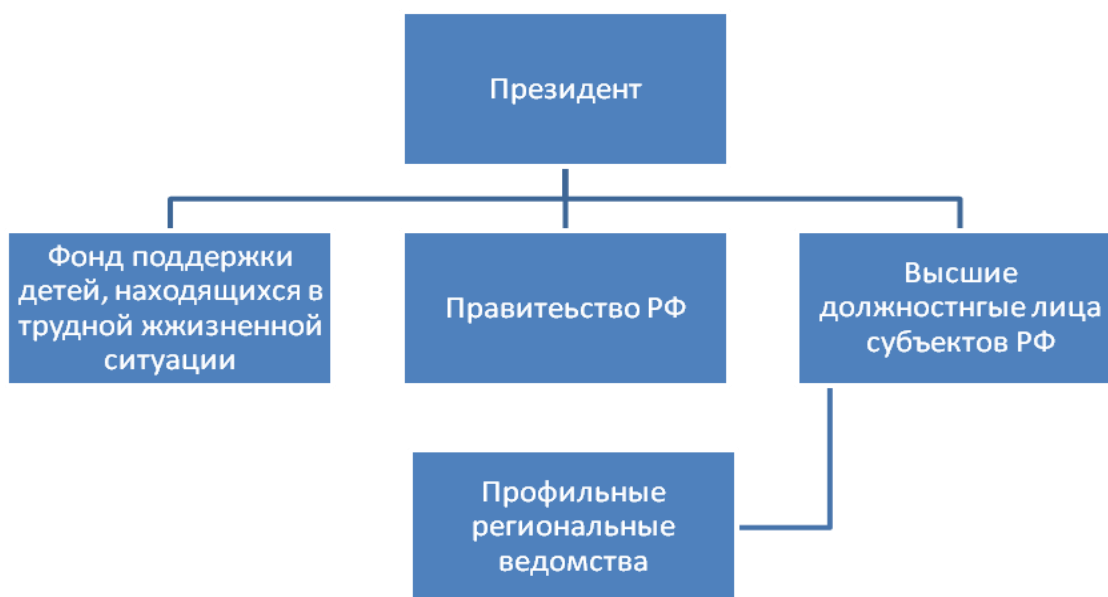 Президент
Фонд поддержки
детей, находящихся в
трудной жжизненной
ситуации
Правитеьство РФ
Высшие
должностнгые лица
субъектов РФ
Профильные
региональные
ведомства